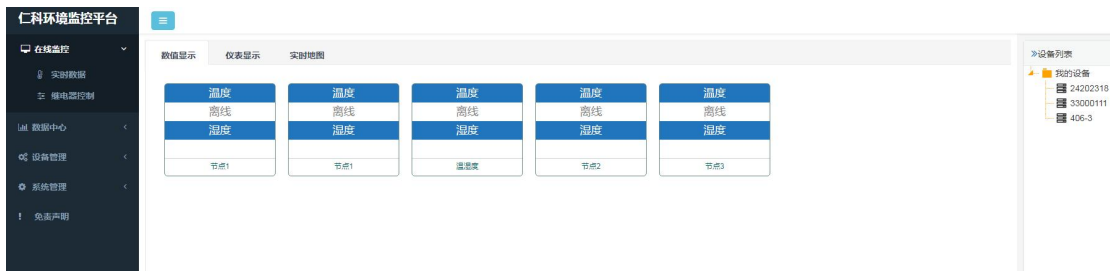 仁科环境监控平台
在线监控
实时数据
继电器控制
数据中心
设备管理
系统管理
免责声明
数值显示 仪表显示 实时地图
温度 温度 温度 温度 温度
离线 离线 离线 离线 离线
湿度 湿度 湿度 湿度 湿度
节点1 节点1 温湿度 节点2 节点3
»设备列表
我的设备
24202318
33000111
406-3